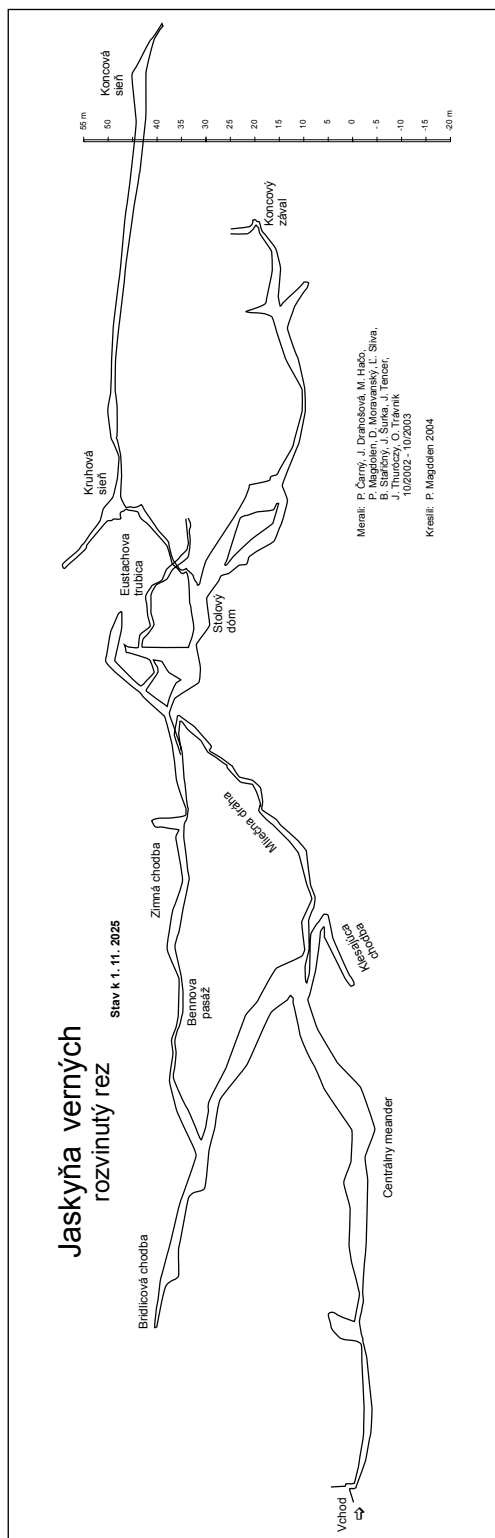 Jaskyňa verných
rozvinutý rez
Stav k 1. 11. 2025
Vchod
Centrálny meander
Bridlicová chodba
Bennova
pasáž
Zimná chodba
Klesajúca
chodba
Mliečna dráha
Stolový
dóm
Eustachova
trubica
Kruhová
sieň
Koncová
sieň
Koncový
zával
55 m
50
45
40
35
30
25
20
15
10
5
0
- 5
-10
-15
-20 m
Merali: P. Čarný, J. Drahošová, M. Hačo,
P. Magdolen, D. Moravanský, Ľ. Sliva,
B. Staříčný, J. Šurka, J. Tencer,
J. Thuróczy, O. Trávnik
10/2002 - 10/2003
Kreslil: P. Magdolen 2004